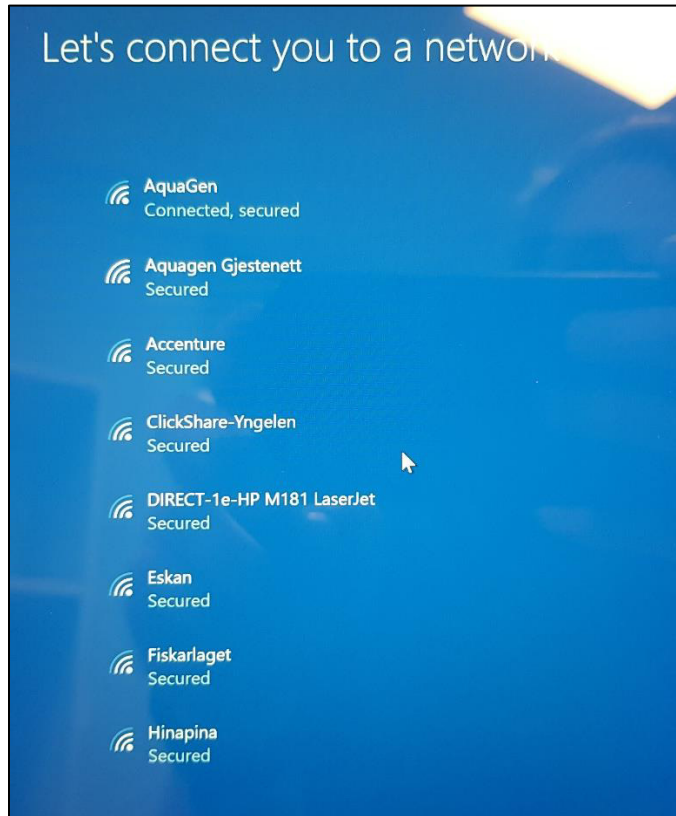 Let's connect you to a network
AquaGen
Connected, secured
Aquagen Gjestenett
Secured
Accenture
Secured
ClickShare-Yngelen
Secured
DIRECT-1e-HP M181 LaserJet
Secured
Eskan
Secured
Fiskarlaget
Secured
Hinapina
Secured